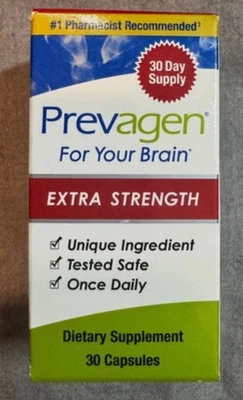 #1 Pharmacist Recommended‡
30 Day
Supply
Prevagen®
For Your Brain*
EXTRA STRENGTH
Unique Ingredient
Tested Safe
Once Daily
Dietary Supplement
30 Capsules